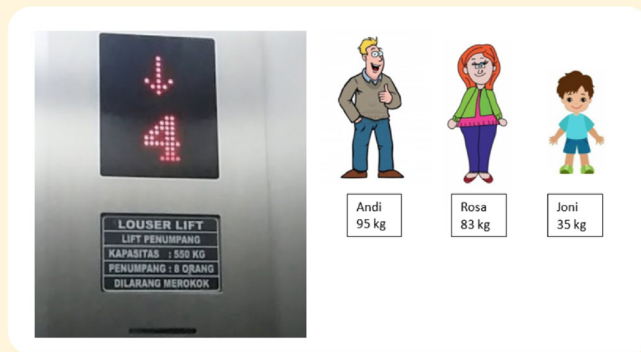 4
LOUSER LIFT
LIFT PENUMPANG
KAPASITAS : 550 KG
PENUMPANG : 8 ORANG
DILARANG MEROKOK
Andi
95 kg
Rosa
83 kg
Joni
35 kg